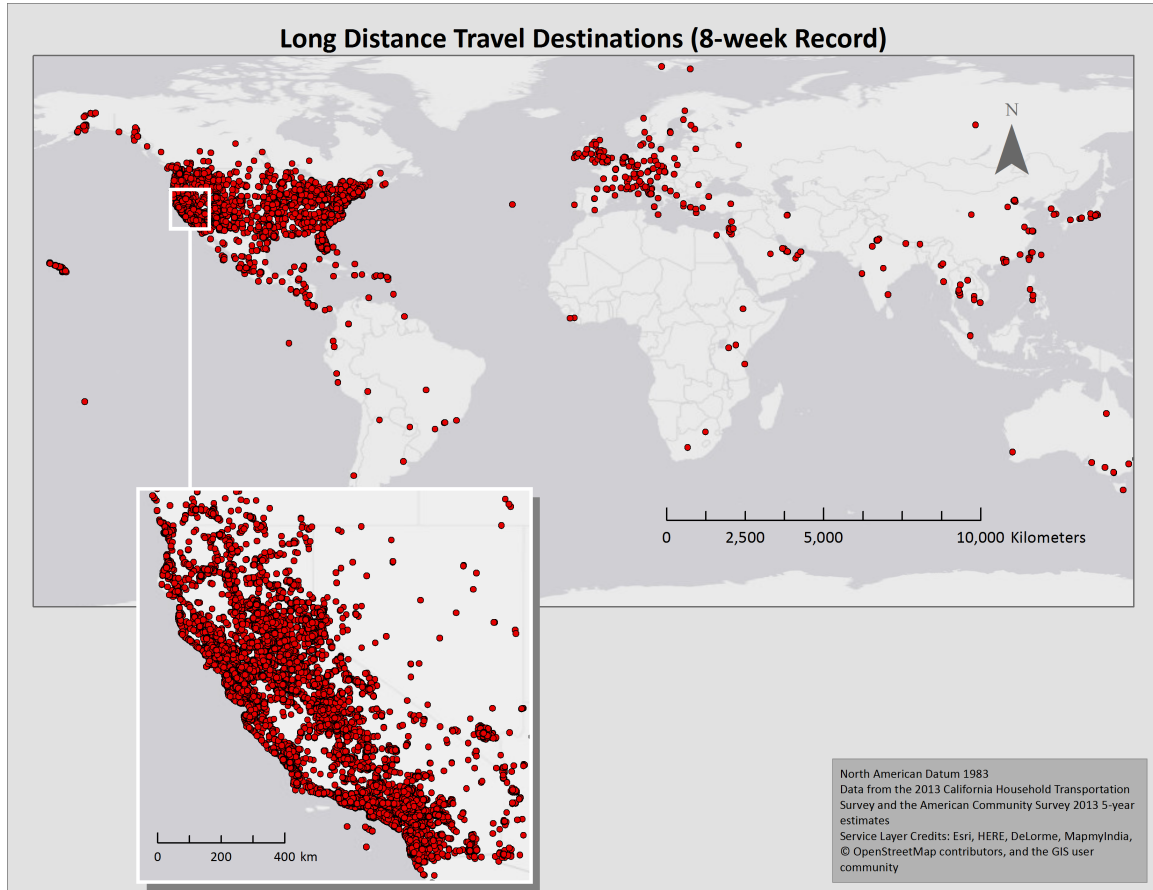 Long Distance Travel Destinations (8-week Record)
N
0 2,500 5,000 10,000 Kilometers
0 200 400 km
North American Datum 1983
Data from the 2013 California Household Transportation
Survey and the American Community Survey 2013 5-year
estimates
Service Layer Credits: Esri, HERE, DeLorme, MapmyIndia,
© OpenStreetMap contributors, and the GIS user
community